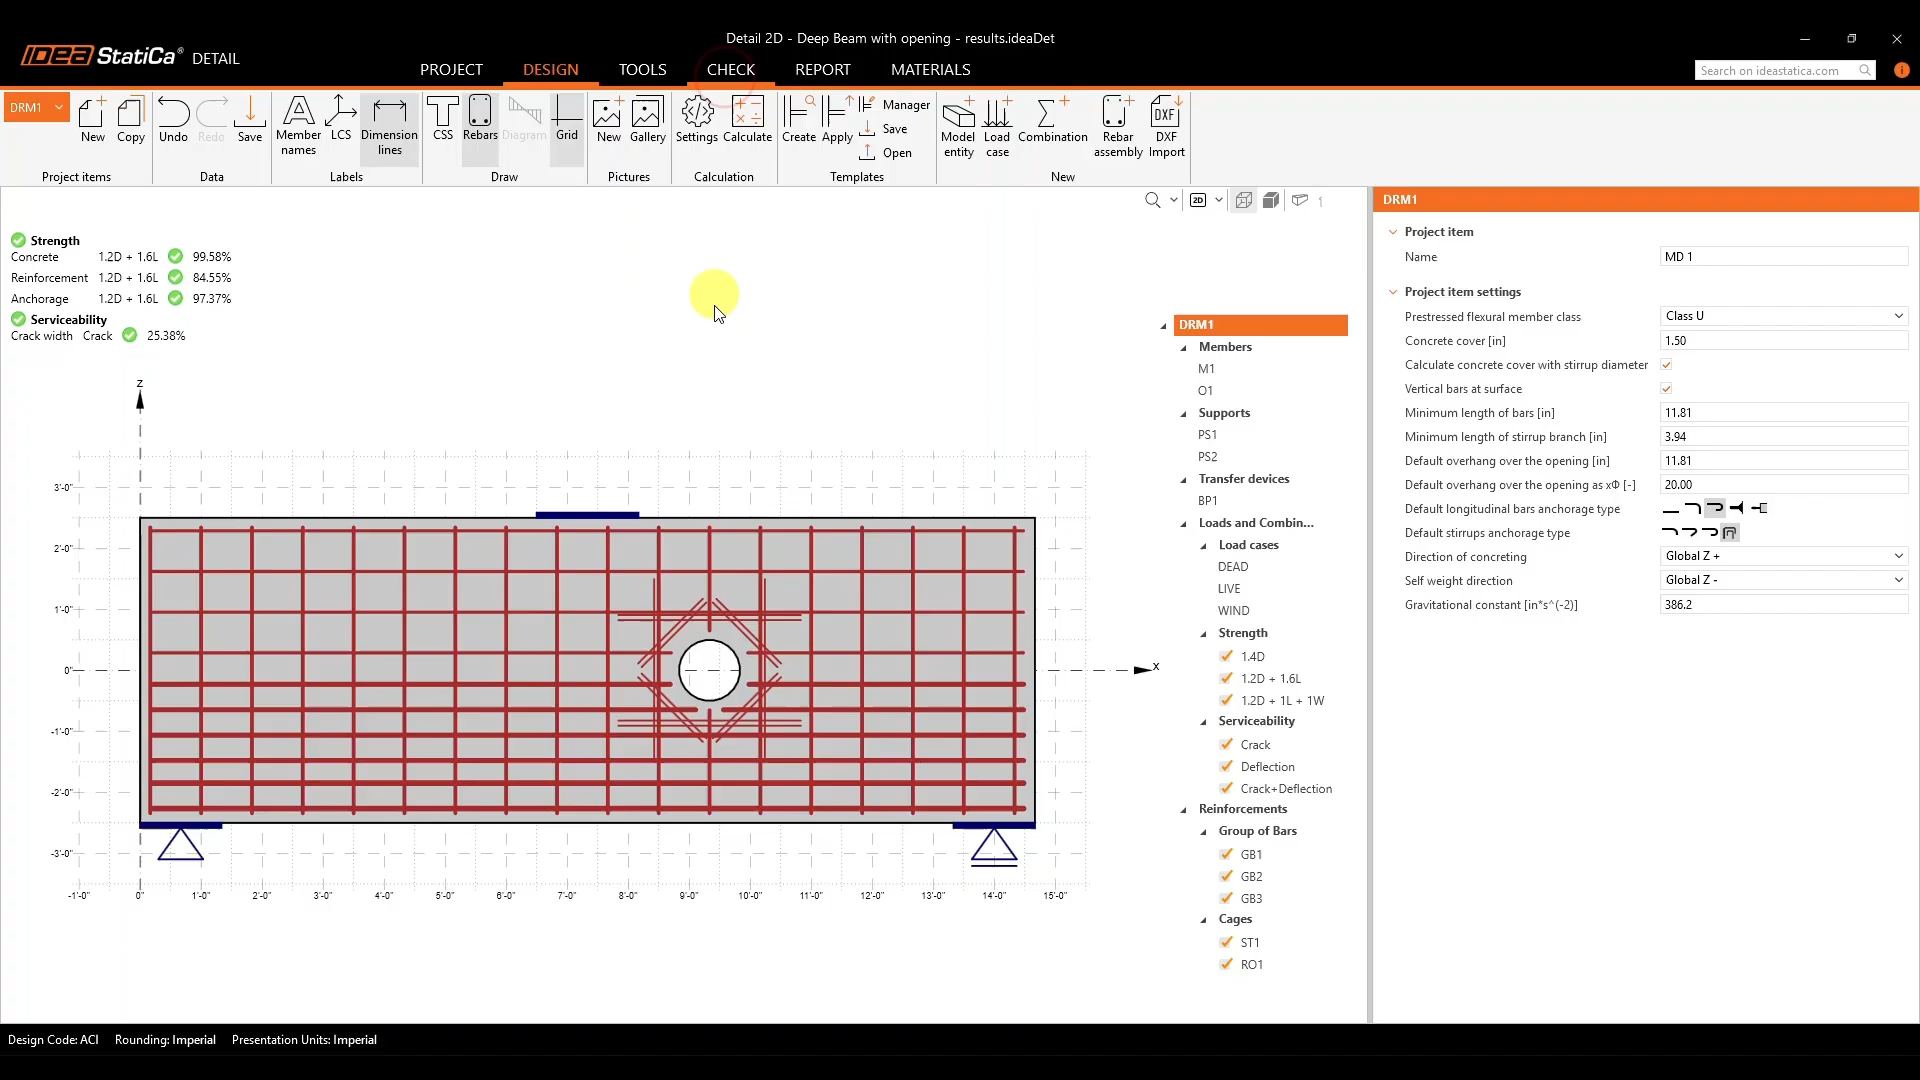 Detail 2D - Deep Beam with opening - results.ideaDet
IDEA StatiCa® DETAIL
PROJECT DESIGN TOOLS CHECK REPORT MATERIALS
Search on ideastatica.com
DRM1
New
Copy
Undo
Redo
Save
Member names
LCS
Dimension lines
CSS
Rebars
Diagram
Grid
New
Gallery
Settings
Calculate
Create
Apply
Manager
Save
Open
Model entity
Load case
Combination
Rebar assembly
DXF
DXF Import
Project items
Data
Labels
Draw
Pictures
Calculation
Templates
New
2D
Strength
Concrete 1.2D + 1.6L 99.58%
Reinforcement 1.2D + 1.6L 84.55%
Anchorage 1.2D + 1.6L 97.37%
Serviceability
Crack width Crack 25.38%
z
3'-0"
2'-0"
1'-0"
0"
-1'-0"
-2'-0"
-3'-0"
x
-1'-0" 0" 1'-0" 2'-0" 3'-0" 4'-0" 5'-0" 6'-0" 7'-0" 8'-0" 9'-0" 10'-0" 11'-0" 12'-0" 13'-0" 14'-0" 15'-0"
DRM1
Members
M1
O1
Supports
PS1
PS2
Transfer devices
BP1
Loads and Combin...
Load cases
DEAD
LIVE
WIND
Strength
1.4D
1.2D + 1.6L
1.2D + 1L + 1W
Serviceability
Crack
Deflection
Crack+Deflection
Reinforcements
Group of Bars
GB1
GB2
GB3
Cages
ST1
RO1
DRM1
Project item
Name MD 1
Project item settings
Prestressed flexural member class Class U
Concrete cover [in] 1.50
Calculate concrete cover with stirrup diameter
Vertical bars at surface
Minimum length of bars [in] 11.81
Minimum length of stirrup branch [in] 3.94
Default overhang over the opening [in] 11.81
Default overhang over the opening as xΦ [-] 20.00
Default longitudinal bars anchorage type
Default stirrups anchorage type
Direction of concreting Global Z +
Self weight direction Global Z -
Gravitational constant [in*s^(-2)] 386.2
Design Code: ACI Rounding: Imperial Presentation Units: Imperial